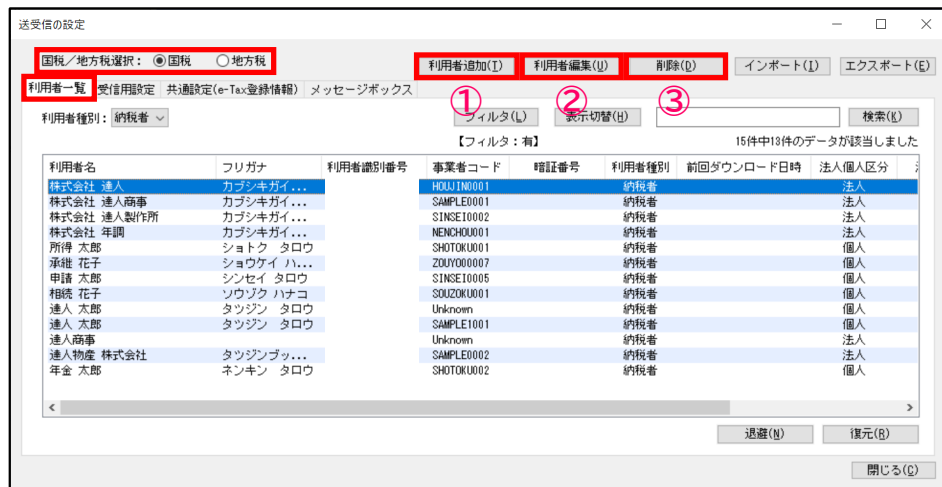 送受信の設定
国税／地方税選択： 国税 地方税 利用者追加(I) 利用者編集(U) 削除(D) インポート(I) エクスポート(E)
利用者一覧 受信用設定 共通設定(e-Tax登録情報) メッセージボックス
① ② ③
利用者種別： 納税者 フィルタ(L) 表示切替(H) 検索(K)
【フィルタ：有】 15件中13件のデータが該当しました
利用者名 フリガナ 利用者識別番号 事業者コード 暗証番号 利用者種別 前回ダウンロード日時 法人個人区分
株式会社 達人 カブシキガイ... HOUJIN0001 納税者 法人
株式会社 達人商事 カブシキガイ... SAMPLE0001 納税者 法人
株式会社 達人製作所 カブシキガイ... SINSEI0002 納税者 法人
株式会社 年調 カブシキガイ... NENCHOU001 納税者 法人
所得 太郎 ショトク タロウ SHOTOKU001 納税者 個人
承継 花子 ショウケイ ハ... ZOUYO00007 納税者 個人
申請 太郎 シンセイ タロウ SINSEI0005 納税者 個人
相続 花子 ソウゾク ハナコ SOUZOKU001 納税者 個人
達人 太郎 タツジン タロウ Unknown 納税者 個人
達人 太郎 タツジン タロウ SAMPLE1001 納税者 個人
達人商事 Unknown 納税者 法人
達人物産 株式会社 タツジンブッ... SAMPLE0002 納税者 法人
年金 太郎 ネンキン タロウ SHOTOKU002 納税者 個人
退避(N) 復元(R)
閉じる(C)